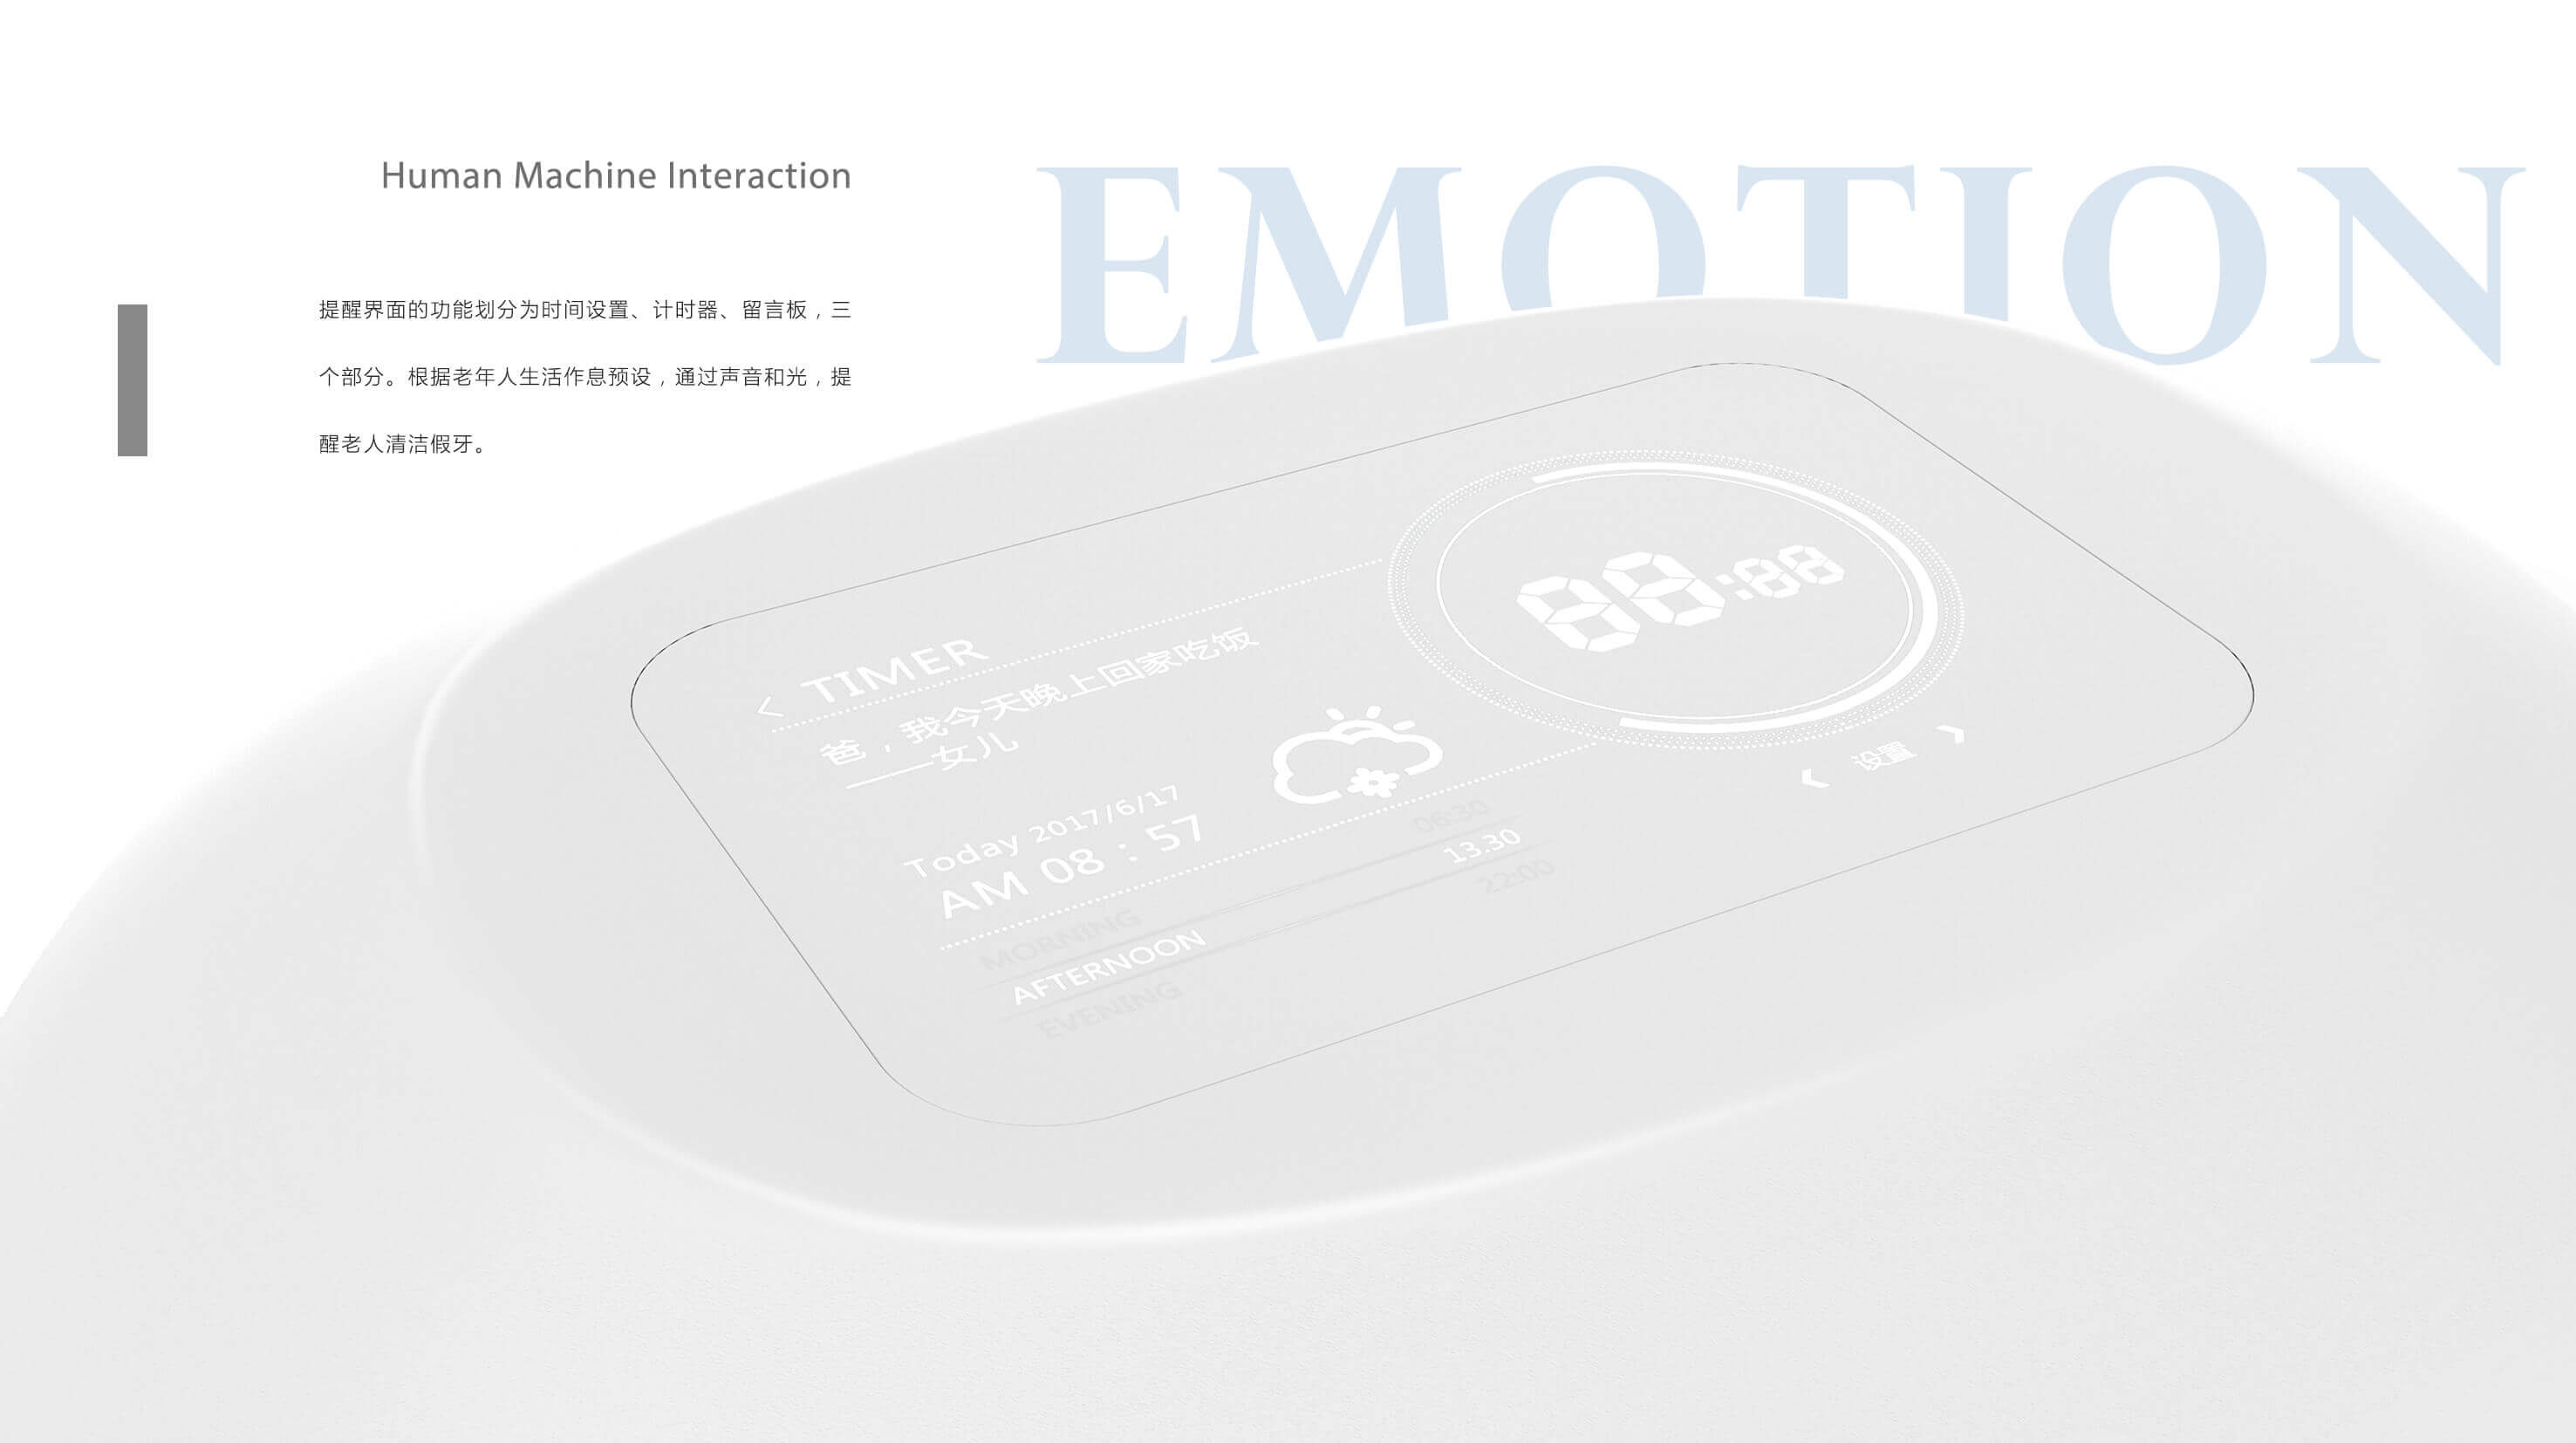 Human Machine Interaction
EMOTION
提醒界面的功能划分为时间设置、计时器、留言板，三
个部分。根据老年人生活作息预设，通过声音和光，提
醒老人清洁假牙。
< TIMER
爸，我今天晚上回家吃饭
——女儿
Today 2017/6/17
AM 08 : 57
MORNING 06:30
AFTERNOON 13.30
EVENING 22:00
88:88
设置